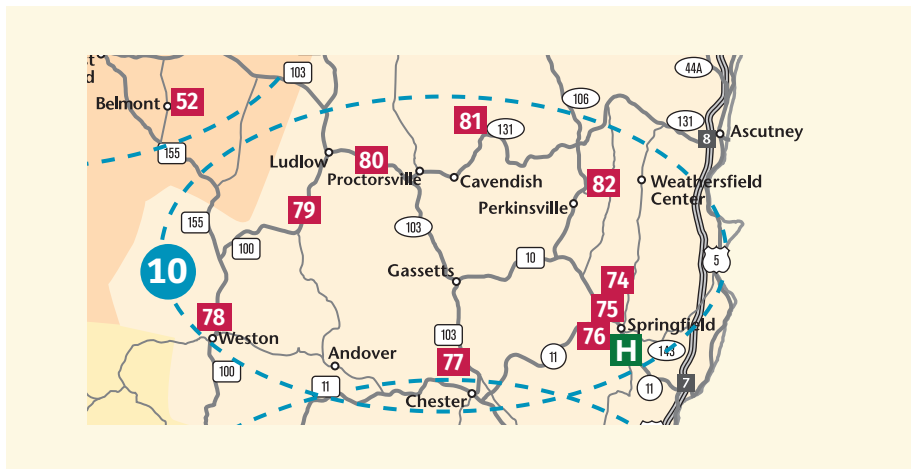 st
d
103
44A
Belmont
52
106
81
131
131
8
Ascutney
155
Ludlow
80
Proctorsville
Cavendish
82
Weathersfield
Center
Perkinsville
79
155
103
100
10
5
10
Gassetts
74
75
78
76
Springfield
Weston
103
H
143
Andover
77
11
100
11
7
11
Chester